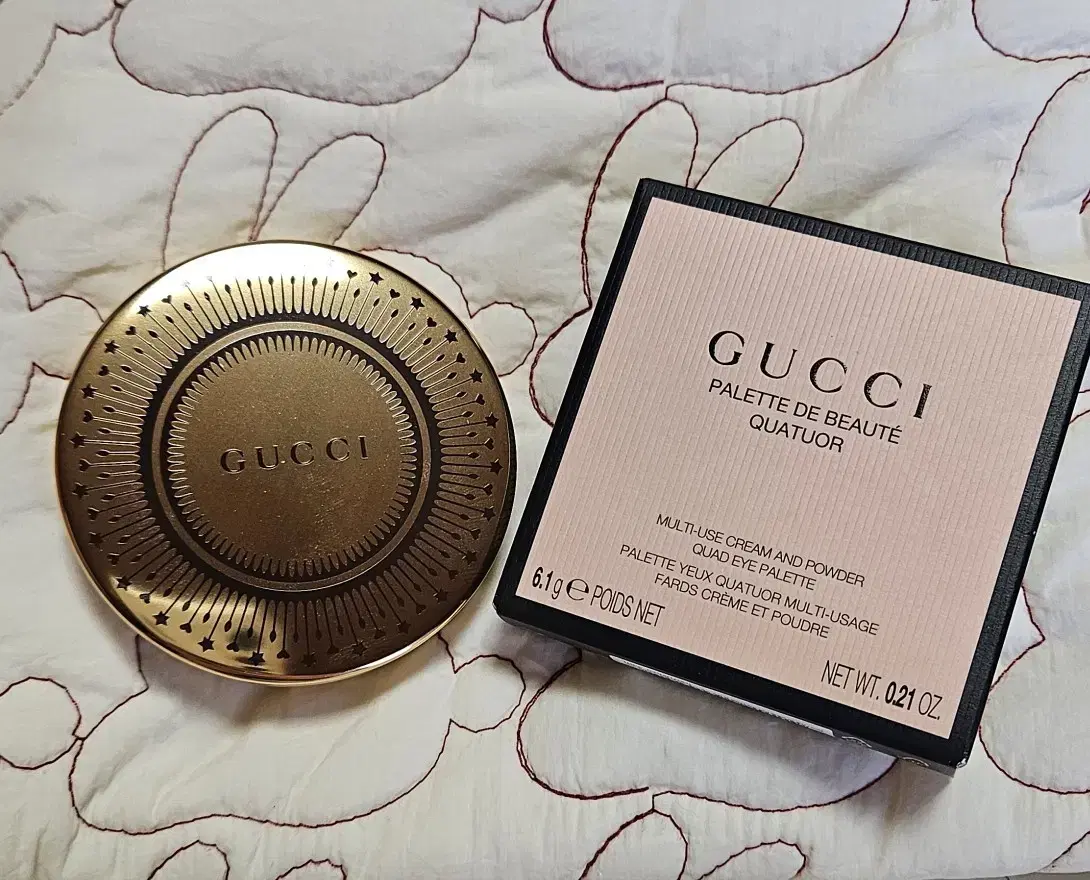 GUCCI
GUCCI
PALETTE DE BEAUTÉ
QUATUOR
MULTI-USE CREAM AND POWDER
QUAD EYE PALETTE
PALETTE YEUX QUATUOR MULTI-USAGE
FARDS CRÈME ET POUDRE
6.1 g ℮ POIDS NET
NET WT. 0.21 OZ.